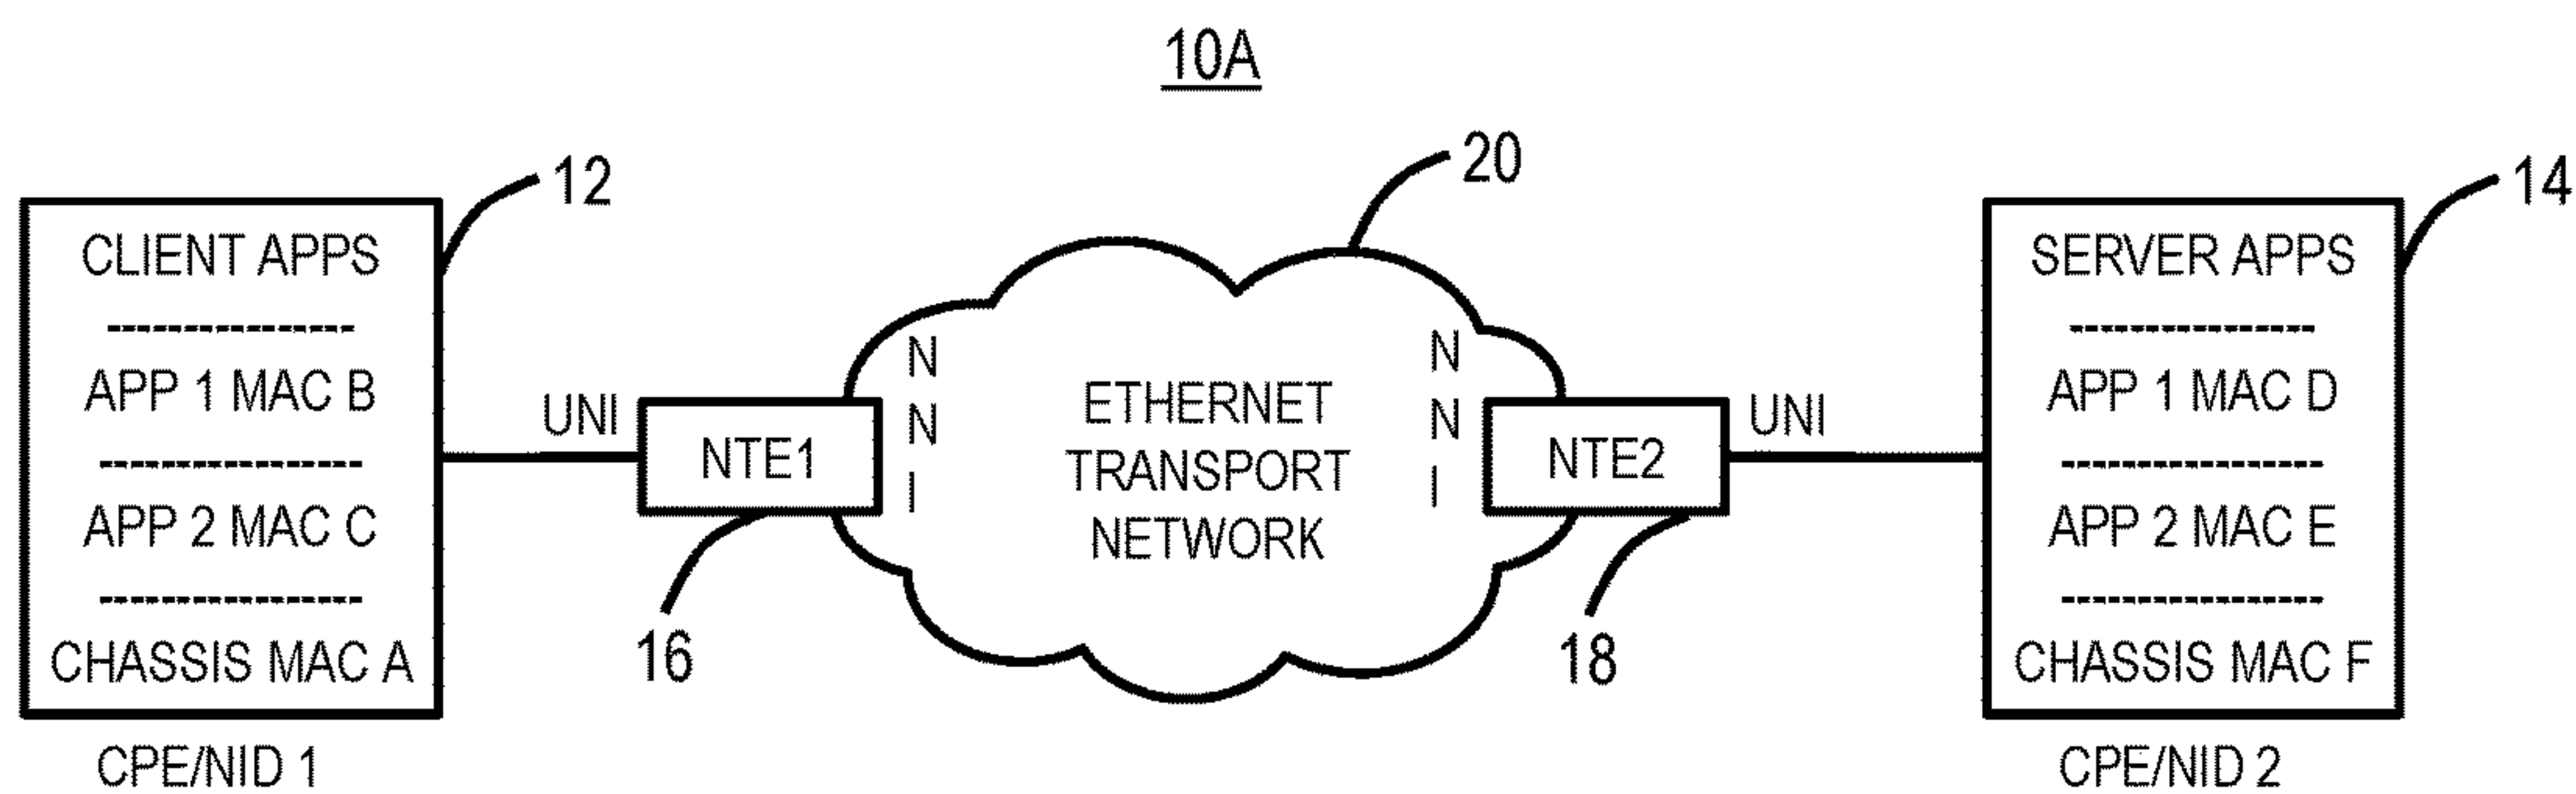 10A
12
20
14
CLIENT APPS
APP 1 MAC B
APP 2 MAC C
CHASSIS MAC A
CPE/NID 1
UNI
NTE1
16
N
N
I
ETHERNET
TRANSPORT
NETWORK
N
N
I
NTE2
18
UNI
SERVER APPS
APP 1 MAC D
APP 2 MAC E
CHASSIS MAC F
CPE/NID 2